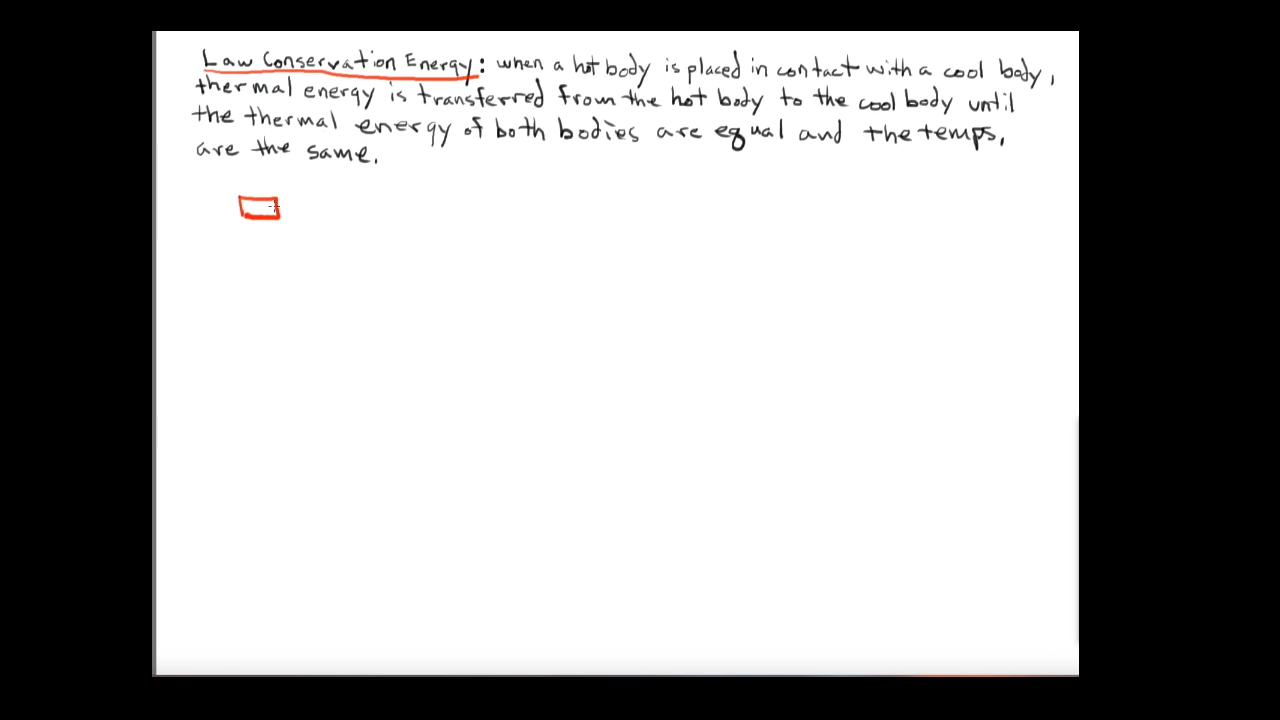 Law Conservation Energy: when a hot body is placed in contact with a cool body,
thermal energy is transferred from the hot body to the cool body until
the thermal energy of both bodies are equal and the temps.
are the same.